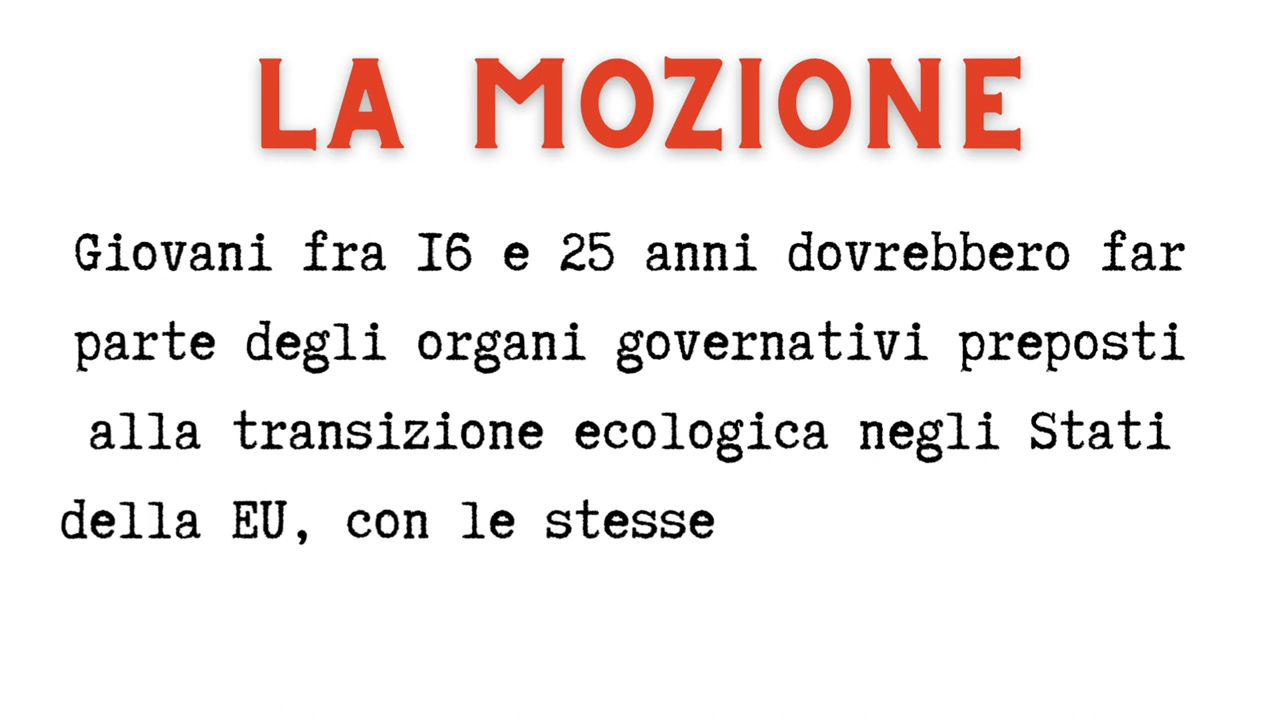 LA MOZIONE
Giovani fra 16 e 25 anni dovrebbero far
parte degli organi governativi preposti
alla transizione ecologica negli Stati
della EU, con le stesse